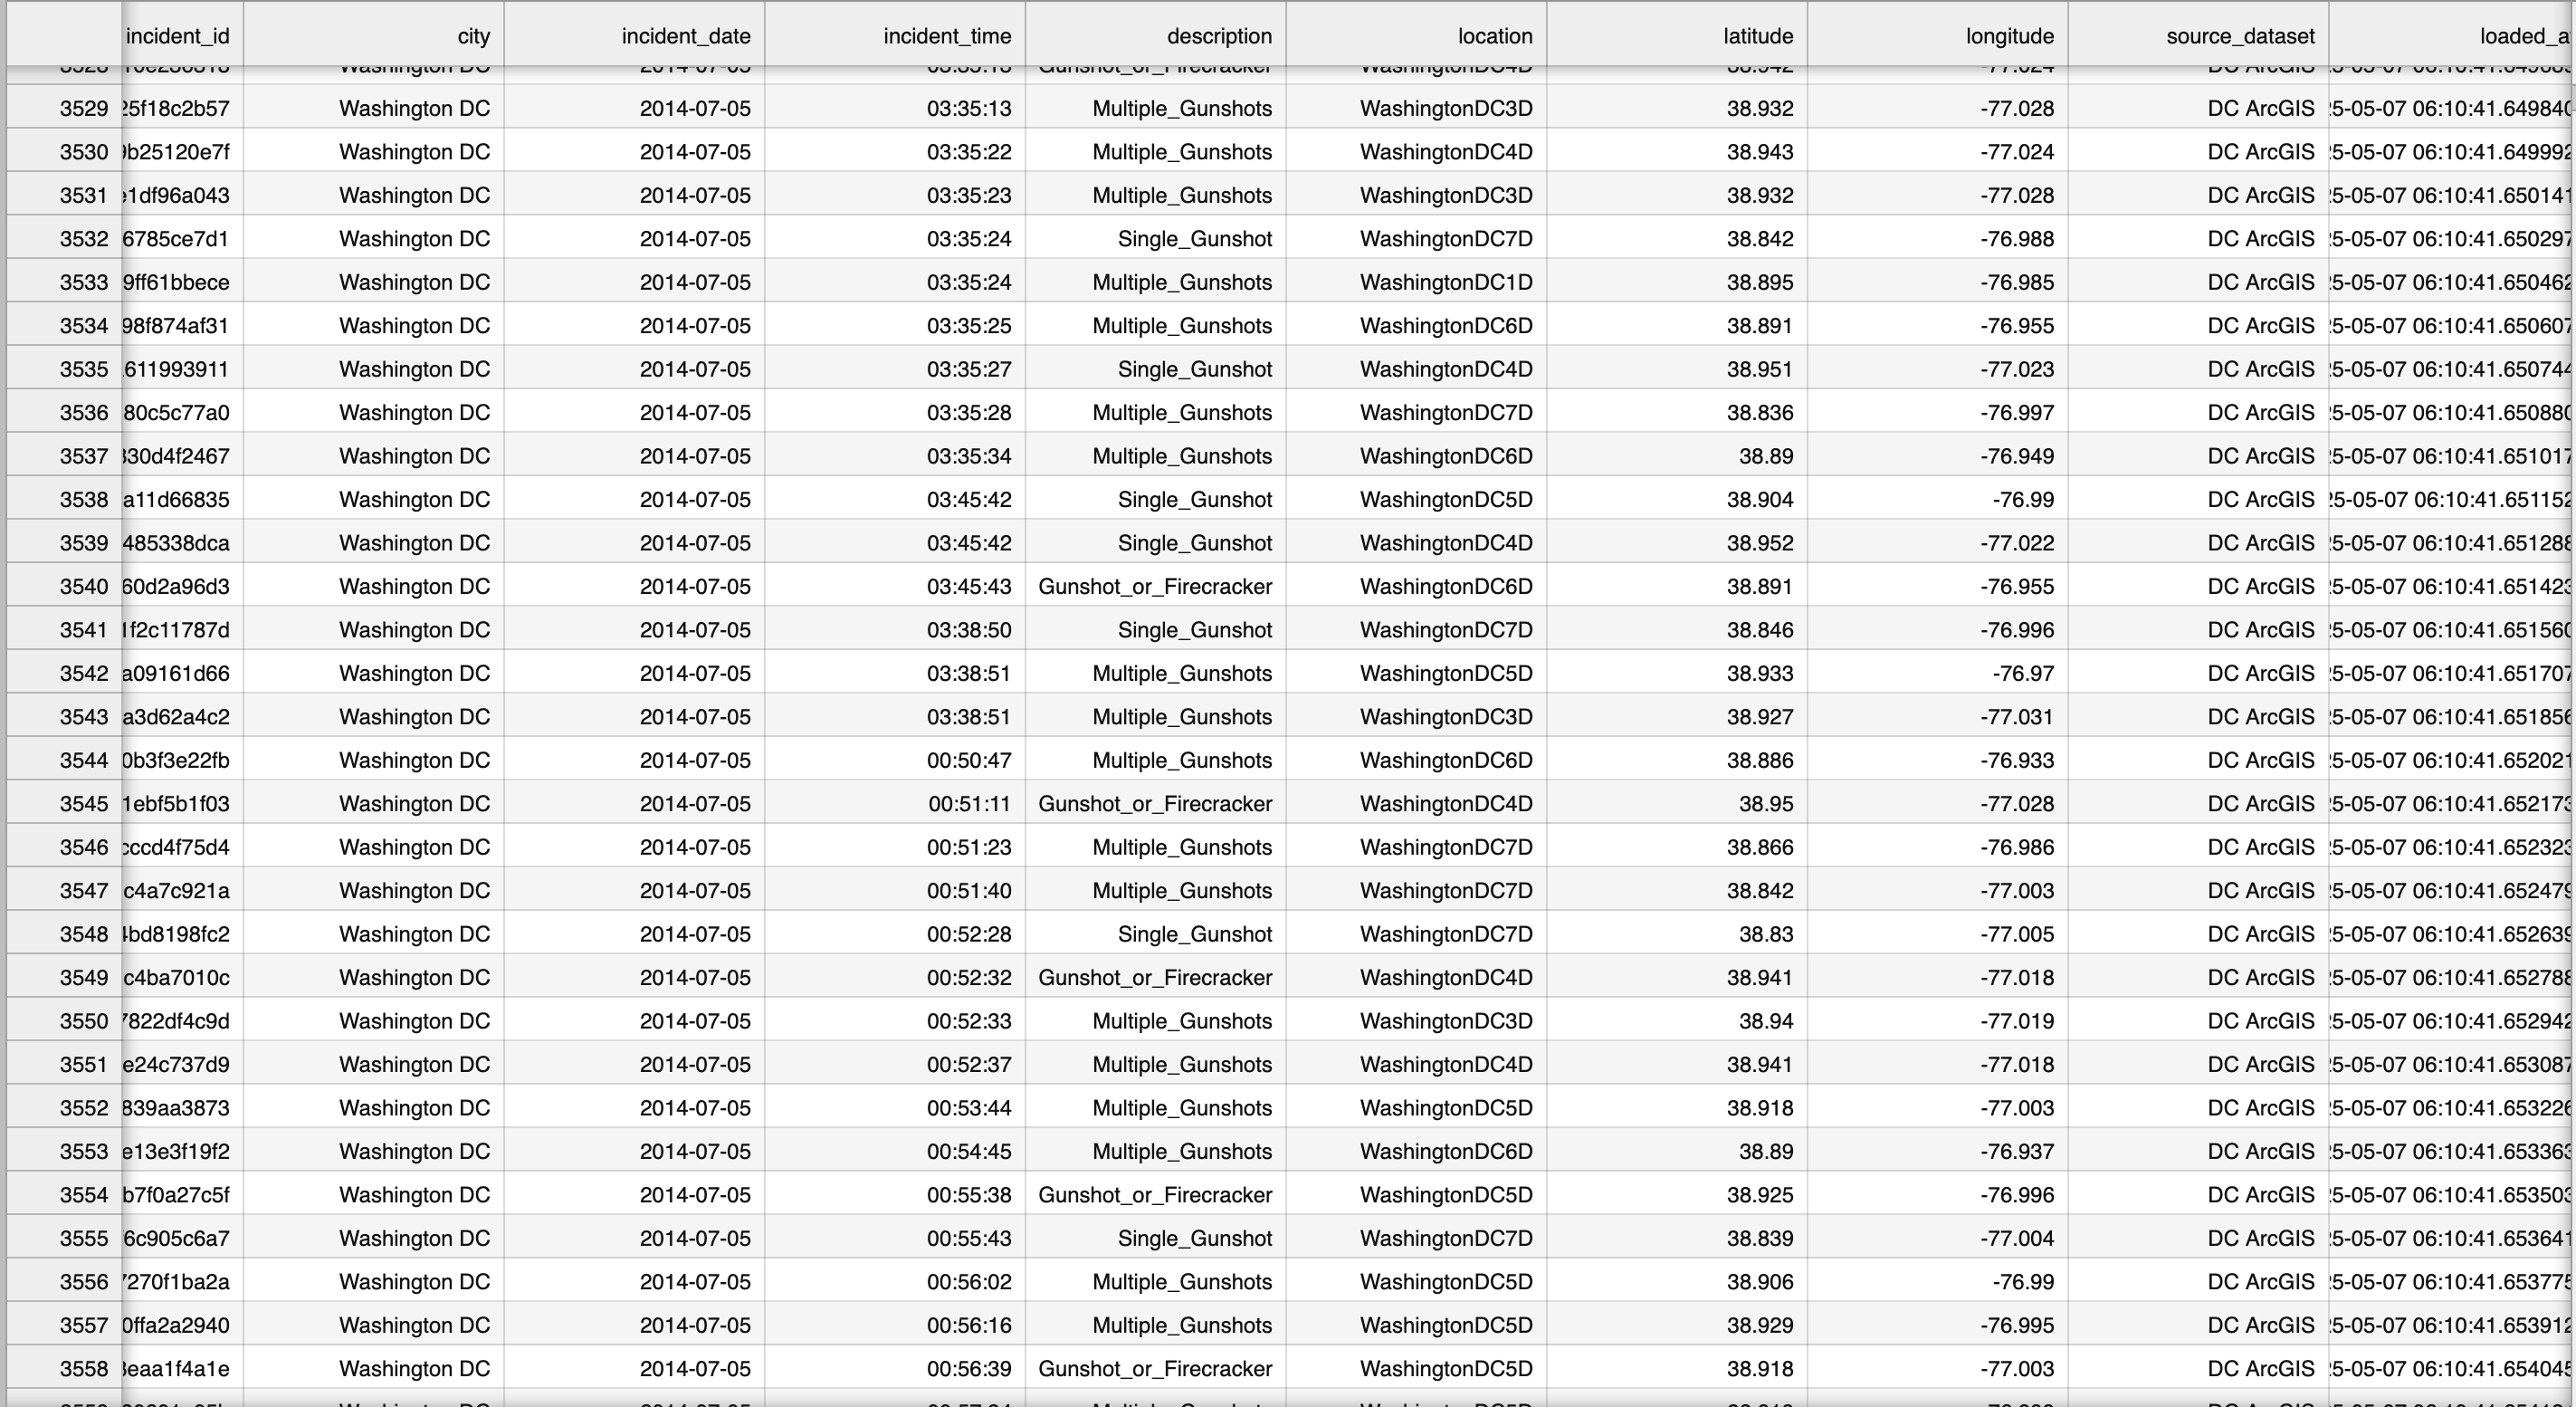 incident_id city incident_date incident_time description location latitude longitude source_dataset loaded_a
3529 25f18c2b57 Washington DC 2014-07-05 03:35:13 Multiple_Gunshots WashingtonDC3D 38.932 -77.028 DC ArcGIS 25-05-07 06:10:41.649840
3530 9b25120e7f Washington DC 2014-07-05 03:35:22 Multiple_Gunshots WashingtonDC4D 38.943 -77.024 DC ArcGIS 25-05-07 06:10:41.649992
3531 e1df96a043 Washington DC 2014-07-05 03:35:23 Multiple_Gunshots WashingtonDC3D 38.932 -77.028 DC ArcGIS 25-05-07 06:10:41.650141
3532 6785ce7d1 Washington DC 2014-07-05 03:35:24 Single_Gunshot WashingtonDC7D 38.842 -76.988 DC ArcGIS 25-05-07 06:10:41.650297
3533 9ff61bbece Washington DC 2014-07-05 03:35:24 Multiple_Gunshots WashingtonDC1D 38.895 -76.985 DC ArcGIS 25-05-07 06:10:41.650462
3534 98f874af31 Washington DC 2014-07-05 03:35:25 Multiple_Gunshots WashingtonDC6D 38.891 -76.955 DC ArcGIS 25-05-07 06:10:41.650607
3535 611993911 Washington DC 2014-07-05 03:35:27 Single_Gunshot WashingtonDC4D 38.951 -77.023 DC ArcGIS 25-05-07 06:10:41.650744
3536 80c5c77a0 Washington DC 2014-07-05 03:35:28 Multiple_Gunshots WashingtonDC7D 38.836 -76.997 DC ArcGIS 25-05-07 06:10:41.650880
3537 330d4f2467 Washington DC 2014-07-05 03:35:34 Multiple_Gunshots WashingtonDC6D 38.89 -76.949 DC ArcGIS 25-05-07 06:10:41.651017
3538 a11d66835 Washington DC 2014-07-05 03:45:42 Single_Gunshot WashingtonDC5D 38.904 -76.99 DC ArcGIS 25-05-07 06:10:41.651152
3539 485338dca Washington DC 2014-07-05 03:45:42 Single_Gunshot WashingtonDC4D 38.952 -77.022 DC ArcGIS 25-05-07 06:10:41.651288
3540 60d2a96d3 Washington DC 2014-07-05 03:45:43 Gunshot_or_Firecracker WashingtonDC6D 38.891 -76.955 DC ArcGIS 25-05-07 06:10:41.651423
3541 1f2c11787d Washington DC 2014-07-05 03:38:50 Single_Gunshot WashingtonDC7D 38.846 -76.996 DC ArcGIS 25-05-07 06:10:41.651560
3542 a09161d66 Washington DC 2014-07-05 03:38:51 Multiple_Gunshots WashingtonDC5D 38.933 -76.97 DC ArcGIS 25-05-07 06:10:41.651707
3543 a3d62a4c2 Washington DC 2014-07-05 03:38:51 Multiple_Gunshots WashingtonDC3D 38.927 -77.031 DC ArcGIS 25-05-07 06:10:41.651856
3544 0b3f3e22fb Washington DC 2014-07-05 00:50:47 Multiple_Gunshots WashingtonDC6D 38.886 -76.933 DC ArcGIS 25-05-07 06:10:41.652021
3545 1ebf5b1f03 Washington DC 2014-07-05 00:51:11 Gunshot_or_Firecracker WashingtonDC4D 38.95 -77.028 DC ArcGIS 25-05-07 06:10:41.652173
3546 cccd4f75d4 Washington DC 2014-07-05 00:51:23 Multiple_Gunshots WashingtonDC7D 38.866 -76.986 DC ArcGIS 25-05-07 06:10:41.652323
3547 c4a7c921a Washington DC 2014-07-05 00:51:40 Multiple_Gunshots WashingtonDC7D 38.842 -77.003 DC ArcGIS 25-05-07 06:10:41.652479
3548 4bd8198fc2 Washington DC 2014-07-05 00:52:28 Single_Gunshot WashingtonDC7D 38.83 -77.005 DC ArcGIS 25-05-07 06:10:41.652639
3549 c4ba7010c Washington DC 2014-07-05 00:52:32 Gunshot_or_Firecracker WashingtonDC4D 38.941 -77.018 DC ArcGIS 25-05-07 06:10:41.652788
3550 7822df4c9d Washington DC 2014-07-05 00:52:33 Multiple_Gunshots WashingtonDC3D 38.94 -77.019 DC ArcGIS 25-05-07 06:10:41.652942
3551 e24c737d9 Washington DC 2014-07-05 00:52:37 Multiple_Gunshots WashingtonDC4D 38.941 -77.018 DC ArcGIS 25-05-07 06:10:41.653087
3552 839aa3873 Washington DC 2014-07-05 00:53:44 Multiple_Gunshots WashingtonDC5D 38.918 -77.003 DC ArcGIS 25-05-07 06:10:41.653226
3553 e13e3f19f2 Washington DC 2014-07-05 00:54:45 Multiple_Gunshots WashingtonDC6D 38.89 -76.937 DC ArcGIS 25-05-07 06:10:41.653363
3554 b7f0a27c5f Washington DC 2014-07-05 00:55:38 Gunshot_or_Firecracker WashingtonDC5D 38.925 -76.996 DC ArcGIS 25-05-07 06:10:41.653503
3555 6c905c6a7 Washington DC 2014-07-05 00:55:43 Single_Gunshot WashingtonDC7D 38.839 -77.004 DC ArcGIS 25-05-07 06:10:41.653641
3556 7270f1ba2a Washington DC 2014-07-05 00:56:02 Multiple_Gunshots WashingtonDC5D 38.906 -76.99 DC ArcGIS 25-05-07 06:10:41.653775
3557 0ffa2a2940 Washington DC 2014-07-05 00:56:16 Multiple_Gunshots WashingtonDC5D 38.929 -76.995 DC ArcGIS 25-05-07 06:10:41.653912
3558 3eaa1f4a1e Washington DC 2014-07-05 00:56:39 Gunshot_or_Firecracker WashingtonDC5D 38.918 -77.003 DC ArcGIS 25-05-07 06:10:41.654045